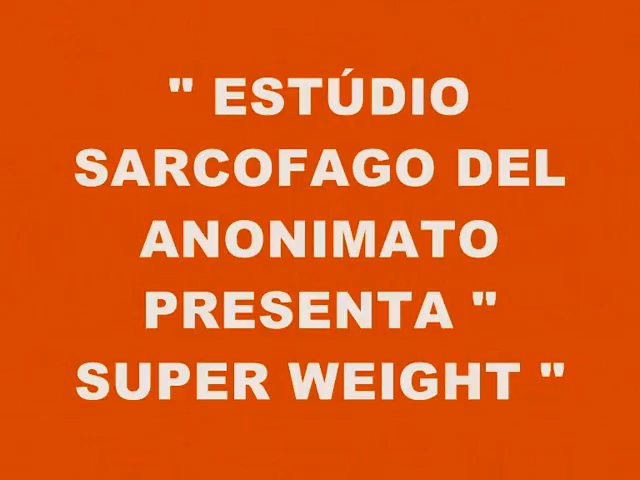 " ESTÚDIO
SARCOFAGO DEL
ANONIMATO
PRESENTA "
SUPER WEIGHT "